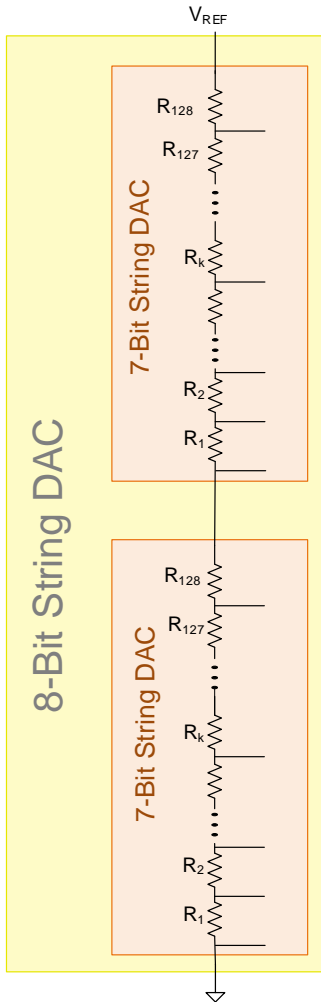 V_REF
8-Bit String DAC
7-Bit String DAC
R₁₂₈
R₁₂₇
Rₖ
R₂
R₁
7-Bit String DAC
R₁₂₈
R₁₂₇
Rₖ
R₂
R₁